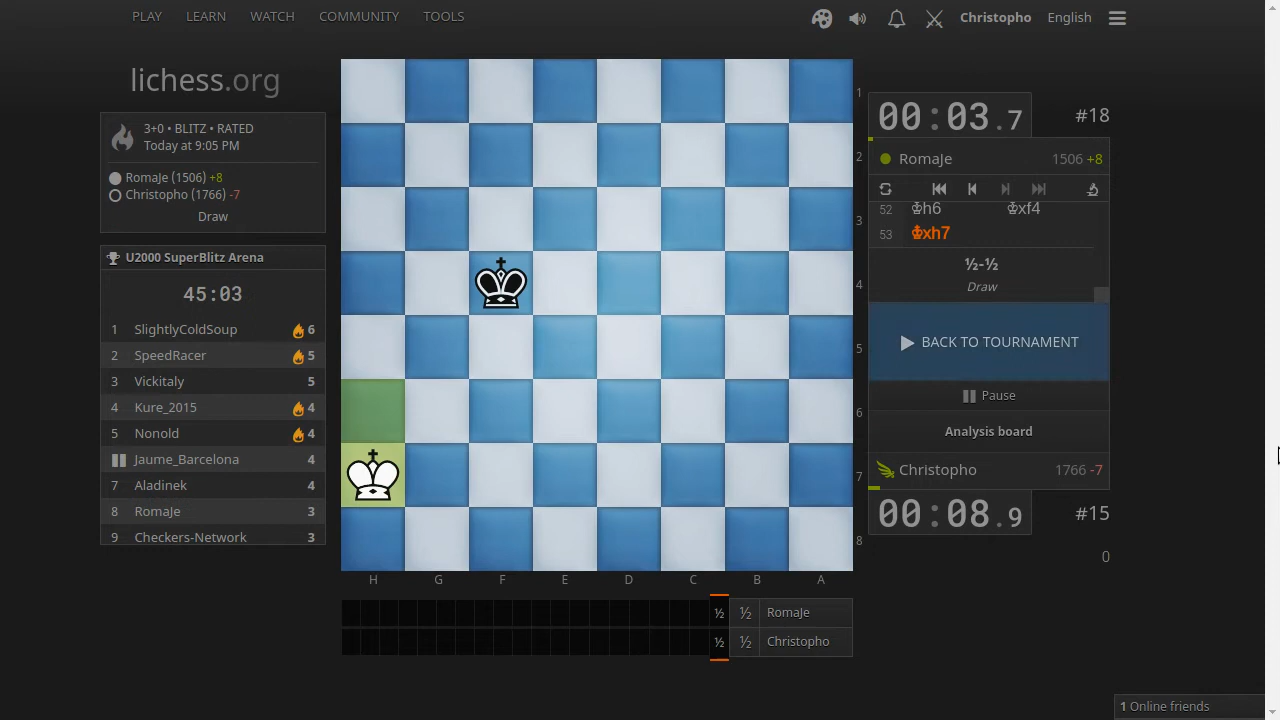 PLAY LEARN WATCH COMMUNITY TOOLS Christopho English
lichess.org
3+0 • BLITZ • RATED
Today at 9:05 PM
RomaJe (1506) +8
Christopho (1766) -7
Draw
U2000 SuperBlitz Arena
45:03
1 SlightlyColdSoup 6
2 SpeedRacer 5
3 Vickitaly 5
4 Kure_2015 4
5 Nonold 4
Jaume_Barcelona 4
7 Aladinek 4
8 RomaJe 3
9 Checkers-Network 3
1
2
3
4
5
6
7
8
H G F E D C B A
½ ½ RomaJe
½ ½ Christopho
00:03.7 #18
RomaJe 1506 +8
52 ♔h6 ♔xf4
53 ♔xh7
½-½
Draw
BACK TO TOURNAMENT
Pause
Analysis board
Christopho 1766 -7
00:08.9 #15
0
1 Online friends